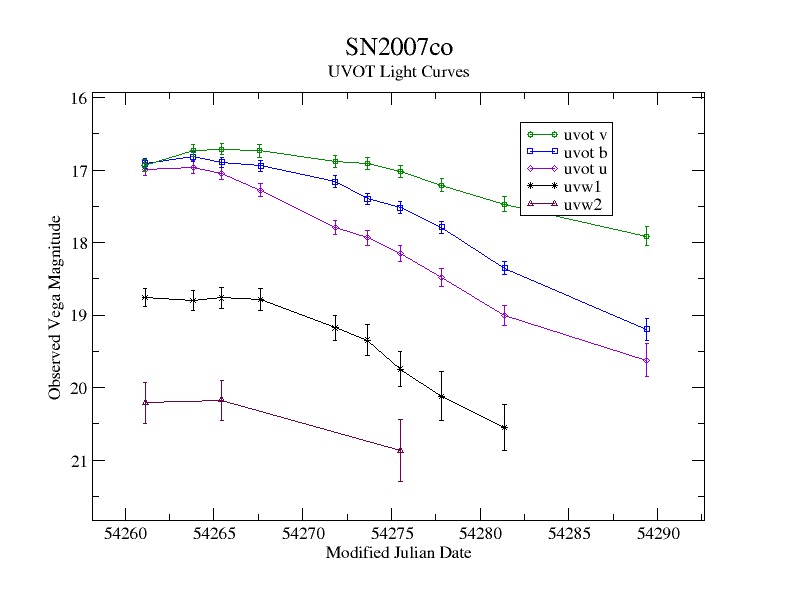 SN2007co
UVOT Light Curves
Observed Vega Magnitude
16
17
18
19
20
21
uvot v
uvot b
uvot u
uvw1
uvw2
54260 54265 54270 54275 54280 54285 54290
Modified Julian Date